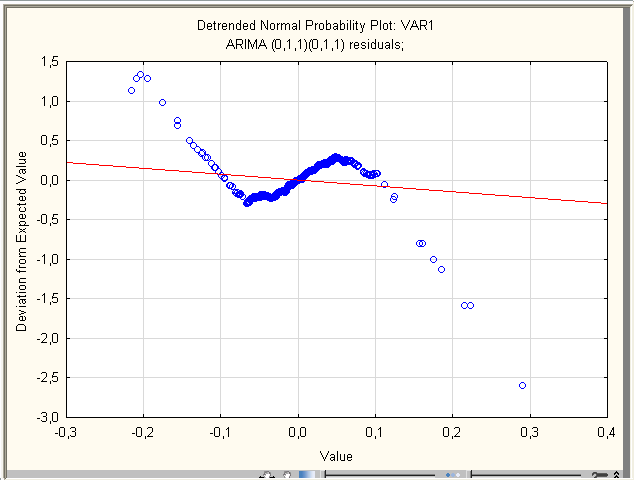 Detrended Normal Probability Plot: VAR1
ARIMA (0,1,1)(0,1,1) residuals;
1,5
1,0
0,5
0,0
-0,5
-1,0
-1,5
-2,0
-2,5
-3,0
Deviation from Expected Value
-0,3 -0,2 -0,1 0,0 0,1 0,2 0,3 0,4
Value